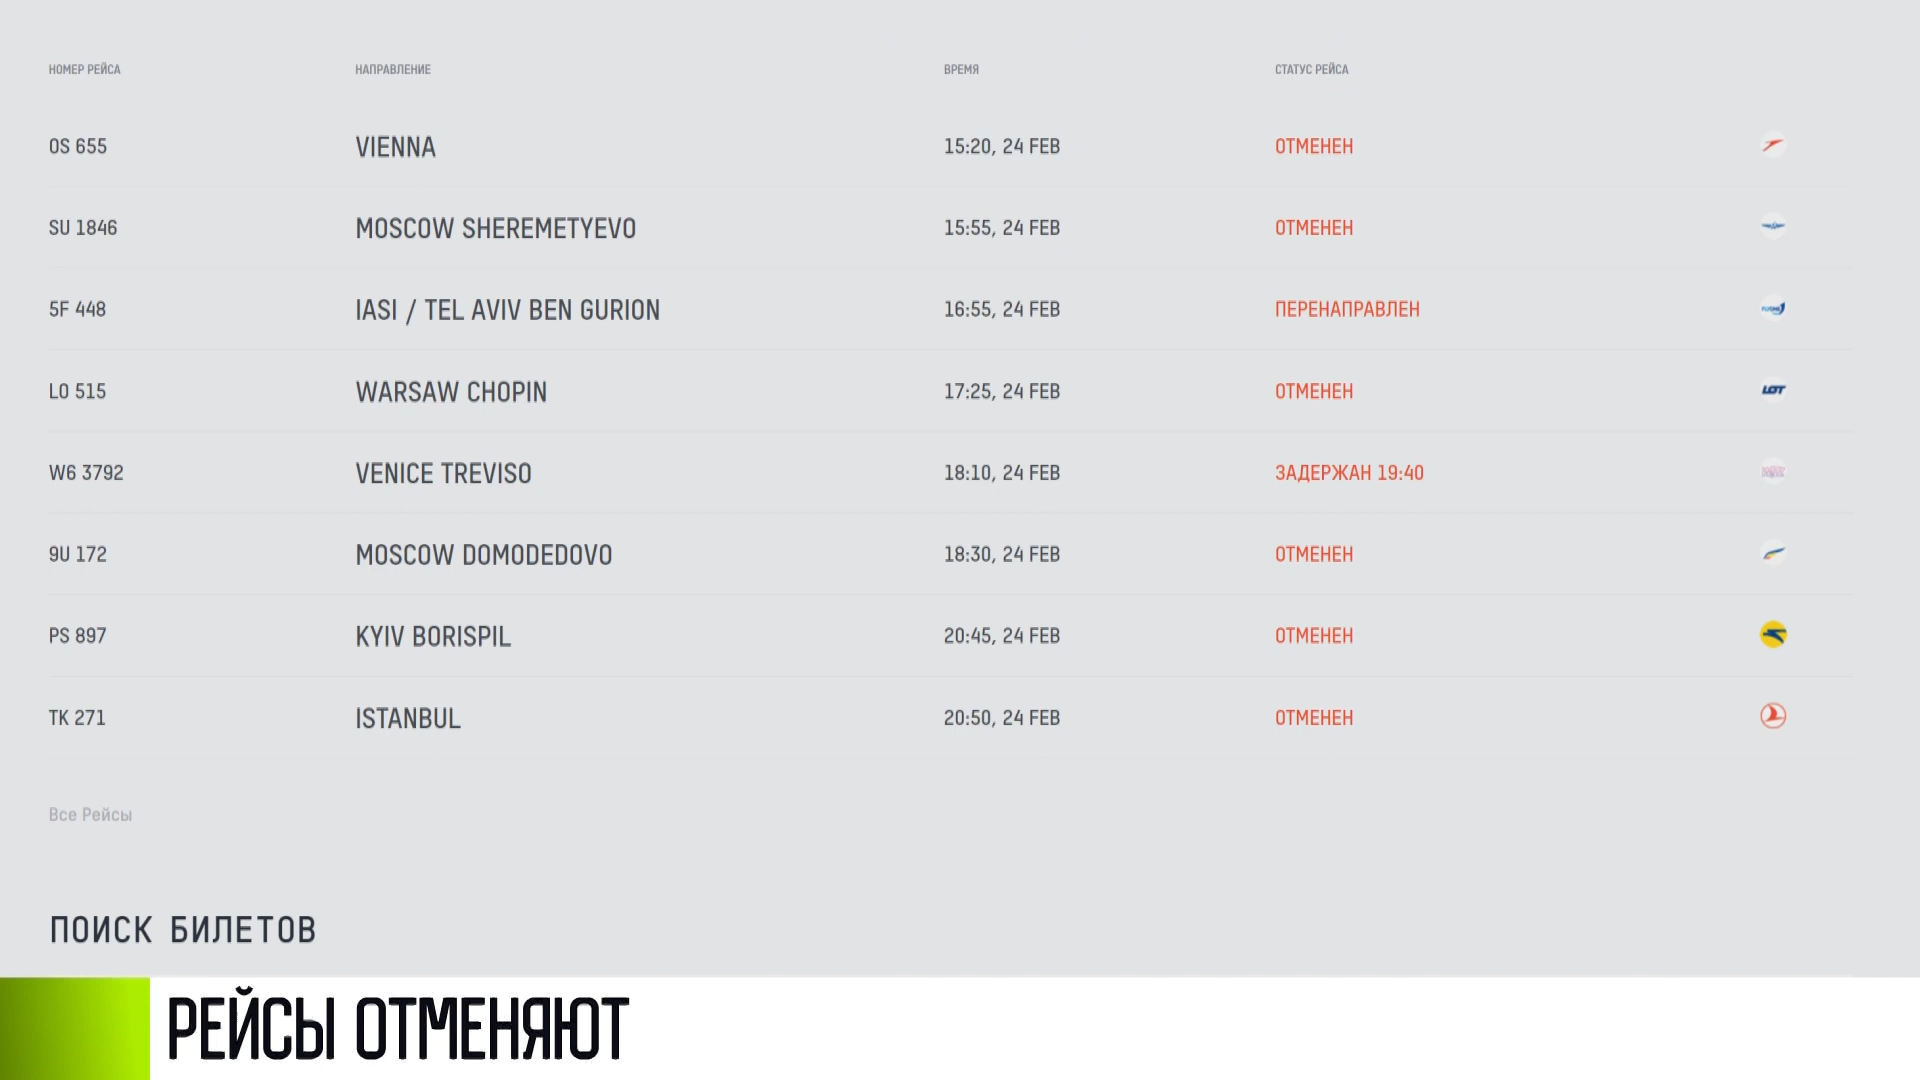 НОМЕР РЕЙСА НАПРАВЛЕНИЕ ВРЕМЯ СТАТУС РЕЙСА
OS 655 VIENNA 15:20, 24 FEB ОТМЕНЕН
SU 1846 MOSCOW SHEREMETYEVO 15:55, 24 FEB ОТМЕНЕН
5F 448 IASI / TEL AVIV BEN GURION 16:55, 24 FEB ПЕРЕНАПРАВЛЕН
LO 515 WARSAW CHOPIN 17:25, 24 FEB ОТМЕНЕН LOT
W6 3792 VENICE TREVISO 18:10, 24 FEB ЗАДЕРЖАН 19:40
9U 172 MOSCOW DOMODEDOVO 18:30, 24 FEB ОТМЕНЕН
PS 897 KYIV BORISPIL 20:45, 24 FEB ОТМЕНЕН
TK 271 ISTANBUL 20:50, 24 FEB ОТМЕНЕН
Все Рейсы
ПОИСК БИЛЕТОВ
РЕЙСЫ ОТМЕНЯЮТ